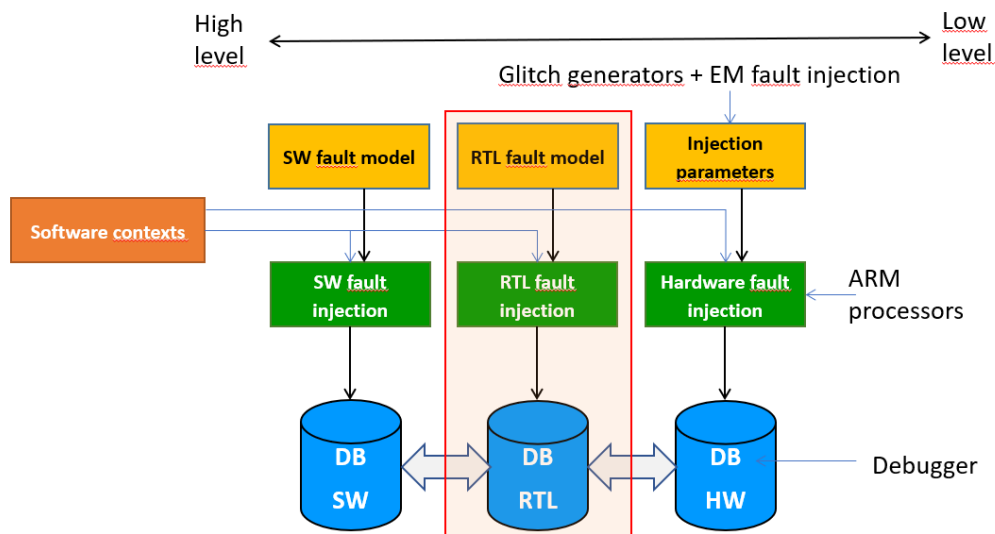 High
level
Low
level
Glitch generators + EM fault injection
SW fault model
RTL fault model
Injection
parameters
Software contexts
SW fault
injection
RTL fault
injection
Hardware fault
injection
ARM
processors
DB
SW
DB
RTL
DB
HW
Debugger